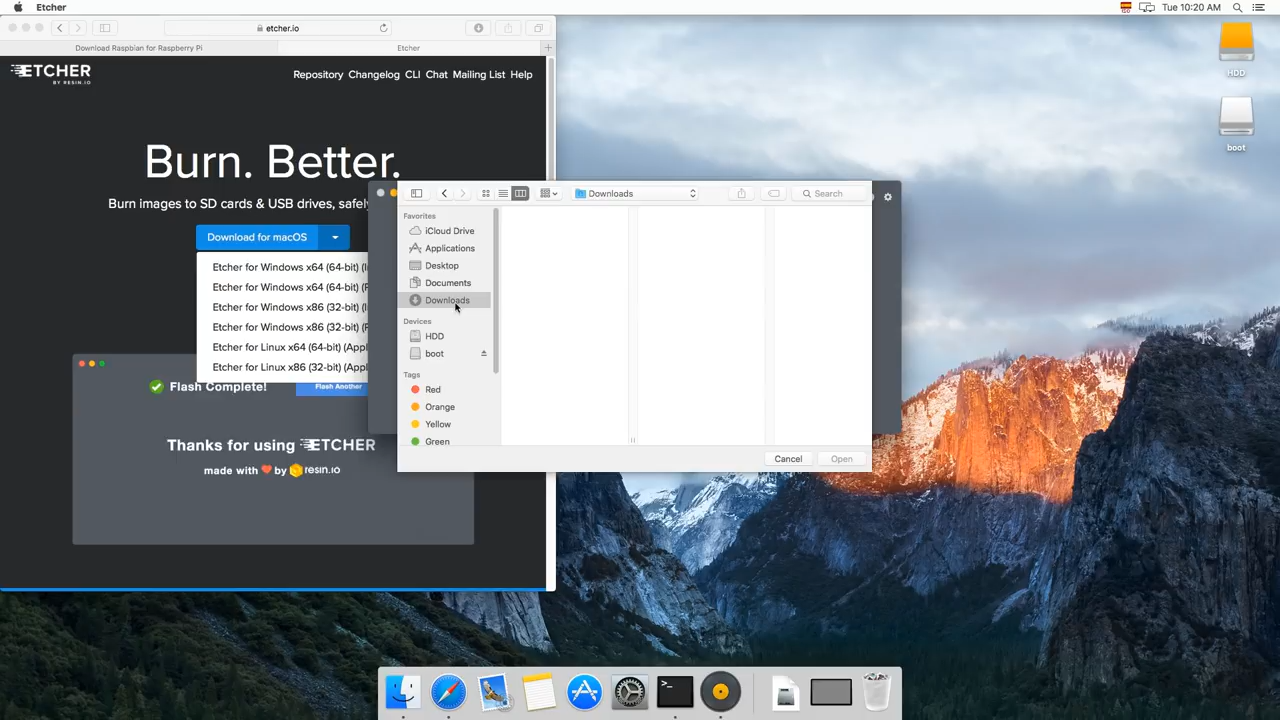 Etcher
Tue 10:20 AM
etcher.io
Download Raspbian for Raspberry Pi
Etcher
ETCHER
BY RESIN.IO
Repository Changelog CLI Chat Mailing List Help
Burn. Better.
Burn images to SD cards & USB drives, safely
Download for macOS
Etcher for Windows x64 (64-bit) (I
Etcher for Windows x64 (64-bit) (P
Etcher for Windows x86 (32-bit) (I
Etcher for Windows x86 (32-bit) (P
Etcher for Linux x64 (64-bit) (Appl
Etcher for Linux x86 (32-bit) (Appl
Flash Complete!
Flash Another
Thanks for using ETCHER
made with by resin.io
Downloads
Search
Favorites
iCloud Drive
Applications
Desktop
Documents
Downloads
Devices
HDD
boot
Tags
Red
Orange
Yellow
Green
Cancel
Open
HDD
boot